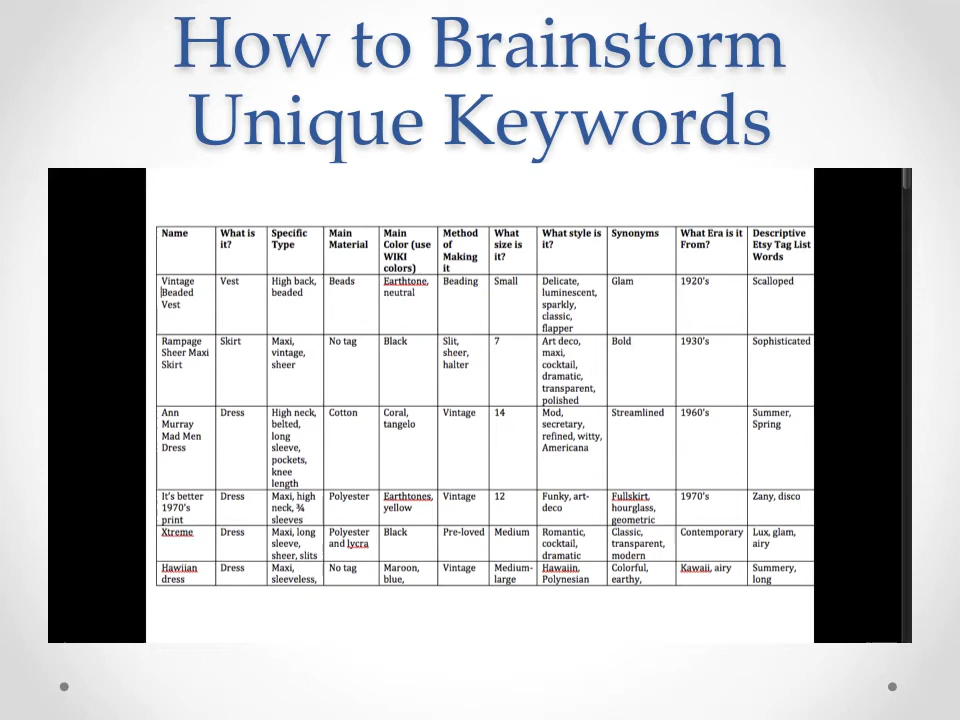 How to Brainstorm
Unique Keywords
Name What is it? Specific Type Main Material Main Color (use WIKI colors) Method of Making it What size is it? What style is it? Synonyms What Era is it From? Descriptive Etsy Tag List Words
Vintage Beaded Vest Vest High back, beaded Beads Earthtone, neutral Beading Small Delicate, luminescent, sparkly, classic, flapper Glam 1920's Scalloped
Rampage Sheer Maxi Skirt Skirt Maxi, vintage, sheer No tag Black Slit, sheer, halter 7 Art deco, maxi, cocktail, dramatic, transparent, polished Bold 1930's Sophisticated
Ann Murray Mad Men Dress Dress High neck, belted, long sleeve, pockets, knee length Cotton Coral, tangelo Vintage 14 Mod, secretary, refined, witty, Americana Streamlined 1960's Summer, Spring
It's better 1970's print Dress Maxi, high neck, ¾ sleeves Polyester Earthtones, yellow Vintage 12 Funky, art-deco Fullskirt, hourglass, geometric 1970's Zany, disco
Xtreme Dress Maxi, long sleeve, sheer, slits Polyester and lycra Black Pre-loved Medium Romantic, cocktail, dramatic Classic, transparent, modern Contemporary Lux, glam, airy
Hawiian dress Dress Maxi, sleeveless, No tag Maroon, blue, Vintage Medium-large Hawaiin, Polynesian Colorful, earthy, Kawaii, airy Summery, long